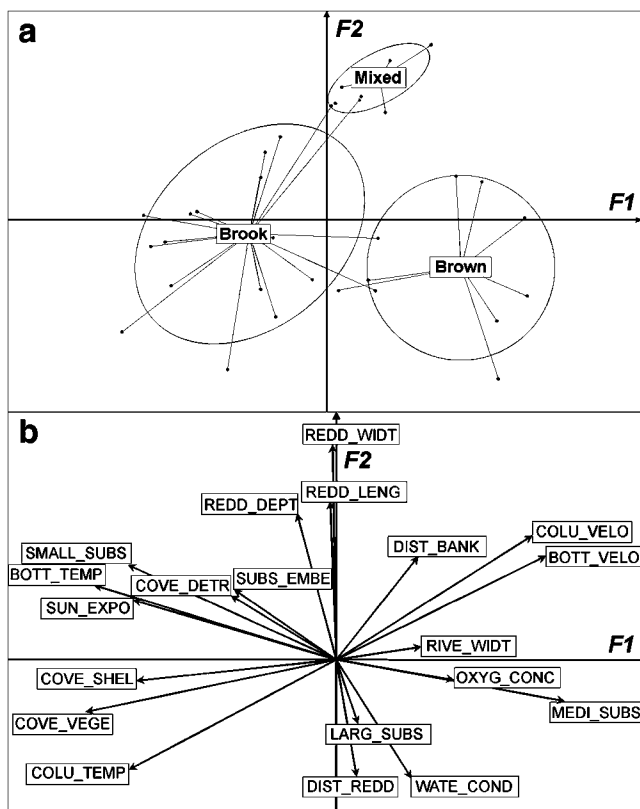 a
F2
Mixed
F1
Brook
Brown
b
REDD_WIDT
F2
REDD_LENG
REDD_DEPT
COLU_VELO
DIST_BANK
SMALL_SUBS
BOTT_VELO
BOTT_TEMP
SUBS_EMBE
COVE_DETR
SUN_EXPO
RIVE_WIDT
F1
COVE_SHEL
OXYG_CONC
MEDI_SUBS
COVE_VEGE
LARG_SUBS
COLU_TEMP
DIST_REDD
WATE_COND